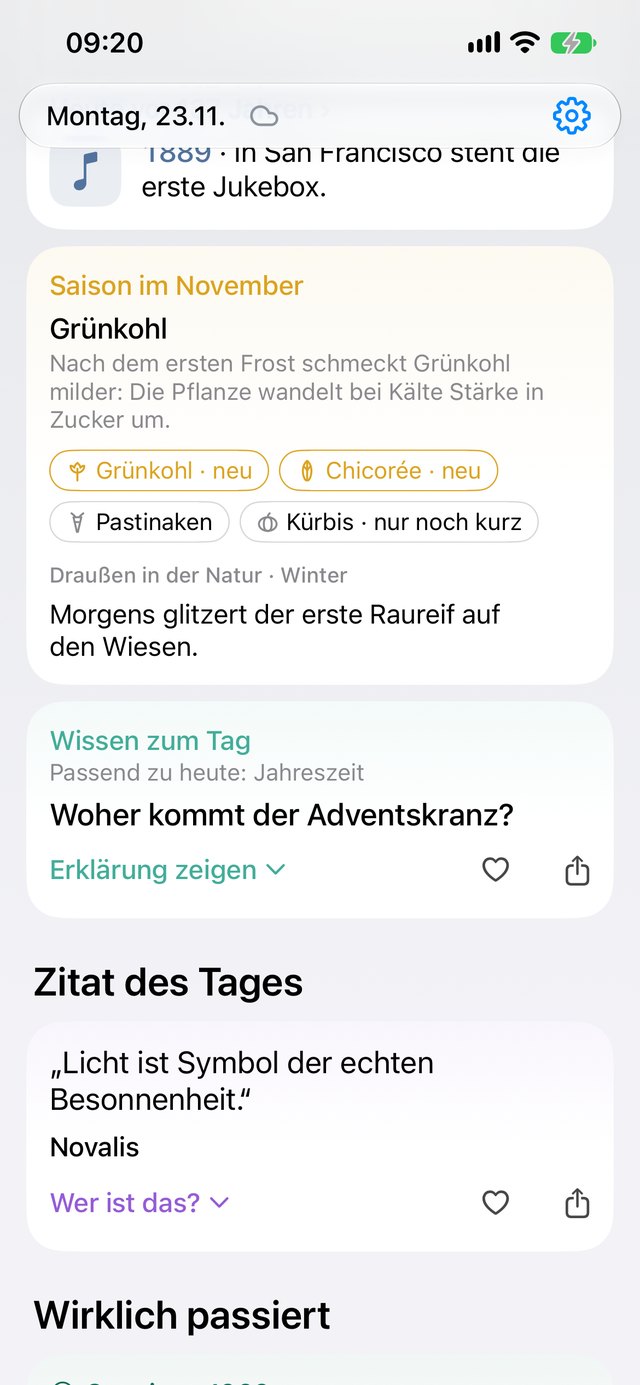 09:20
Montag, 23.11.
1889 · In San Francisco steht die
erste Jukebox.
Saison im November
Grünkohl
Nach dem ersten Frost schmeckt Grünkohl
milder: Die Pflanze wandelt bei Kälte Stärke in
Zucker um.
Grünkohl · neu
Chicorée · neu
Pastinaken
Kürbis · nur noch kurz
Draußen in der Natur · Winter
Morgens glitzert der erste Raureif auf
den Wiesen.
Wissen zum Tag
Passend zu heute: Jahreszeit
Woher kommt der Adventskranz?
Erklärung zeigen
Zitat des Tages
„Licht ist Symbol der echten
Besonnenheit.“
Novalis
Wer ist das?
Wirklich passiert